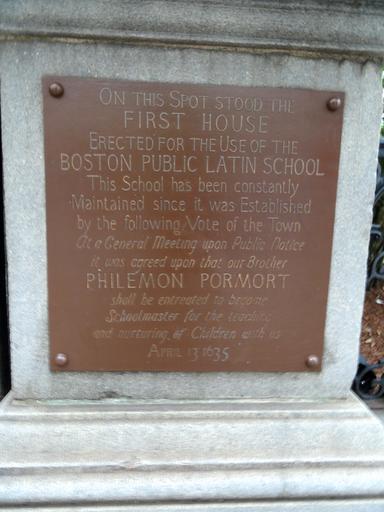 ON THIS SPOT STOOD THE
FIRST HOUSE
ERECTED FOR THE USE OF THE
BOSTON PUBLIC LATIN SCHOOL
This School has been constantly
Maintained since it was Established
by the following Vote of the Town
At a General Meeting upon Public Notice
it was agreed upon that our Brother
PHILEMON PORMORT
shall be entreated to become
Schoolmaster for the teaching
and nurturing of Children with us
APRIL 13 1635